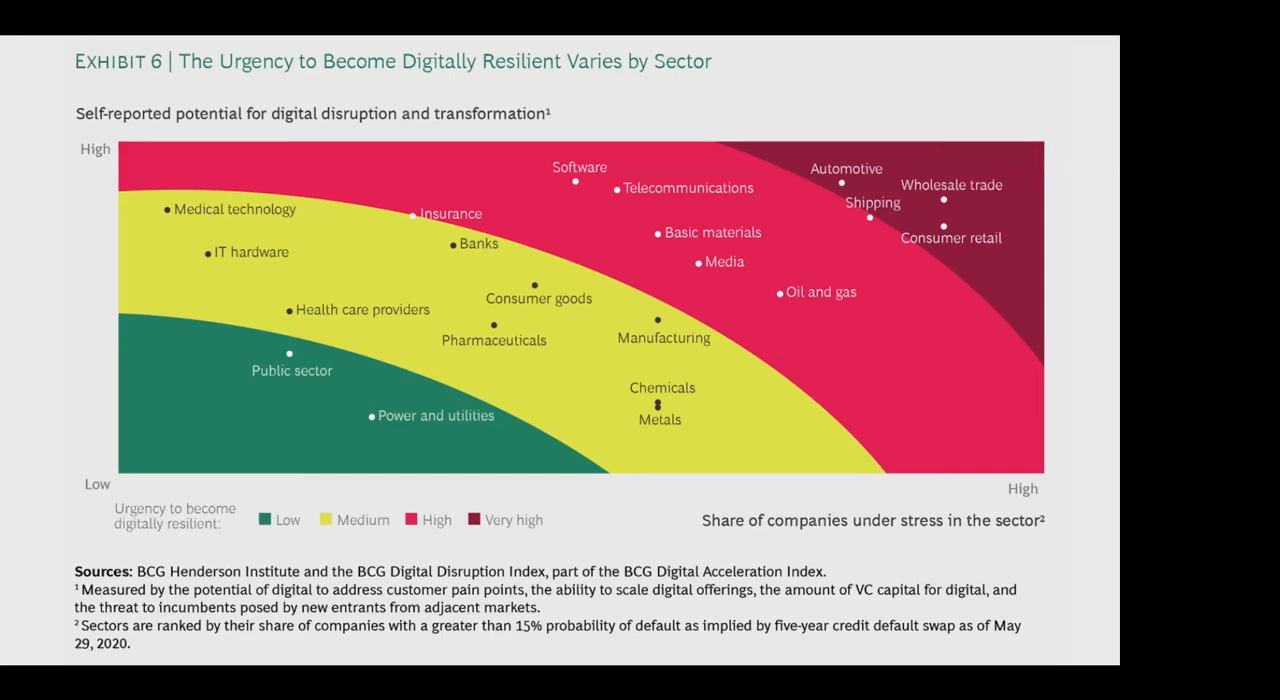 EXHIBIT 6 | The Urgency to Become Digitally Resilient Varies by Sector
Self-reported potential for digital disruption and transformation¹
High
Software
Automotive
Telecommunications
Wholesale trade
Shipping
Medical technology
Insurance
Basic materials
Consumer retail
Banks
IT hardware
Media
Oil and gas
Consumer goods
Health care providers
Manufacturing
Pharmaceuticals
Public sector
Chemicals
Power and utilities
Metals
Low
High
Urgency to become
digitally resilient:
Low
Medium
High
Very high
Share of companies under stress in the sector²
Sources: BCG Henderson Institute and the BCG Digital Disruption Index, part of the BCG Digital Acceleration Index.
¹ Measured by the potential of digital to address customer pain points, the ability to scale digital offerings, the amount of VC capital for digital, and
the threat to incumbents posed by new entrants from adjacent markets.
² Sectors are ranked by their share of companies with a greater than 15% probability of default as implied by five-year credit default swap as of May
29, 2020.